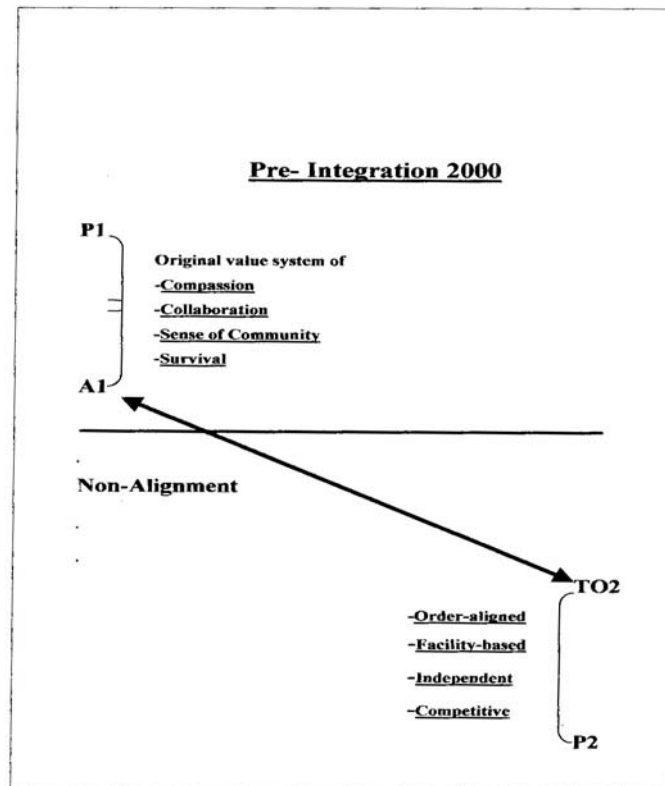 Pre- Integration 2000
P1
Original value system of
-Compassion
-Collaboration
-Sense of Community
-Survival
A1
Non-Alignment
TO2
-Order-aligned
-Facility-based
-Independent
-Competitive
P2